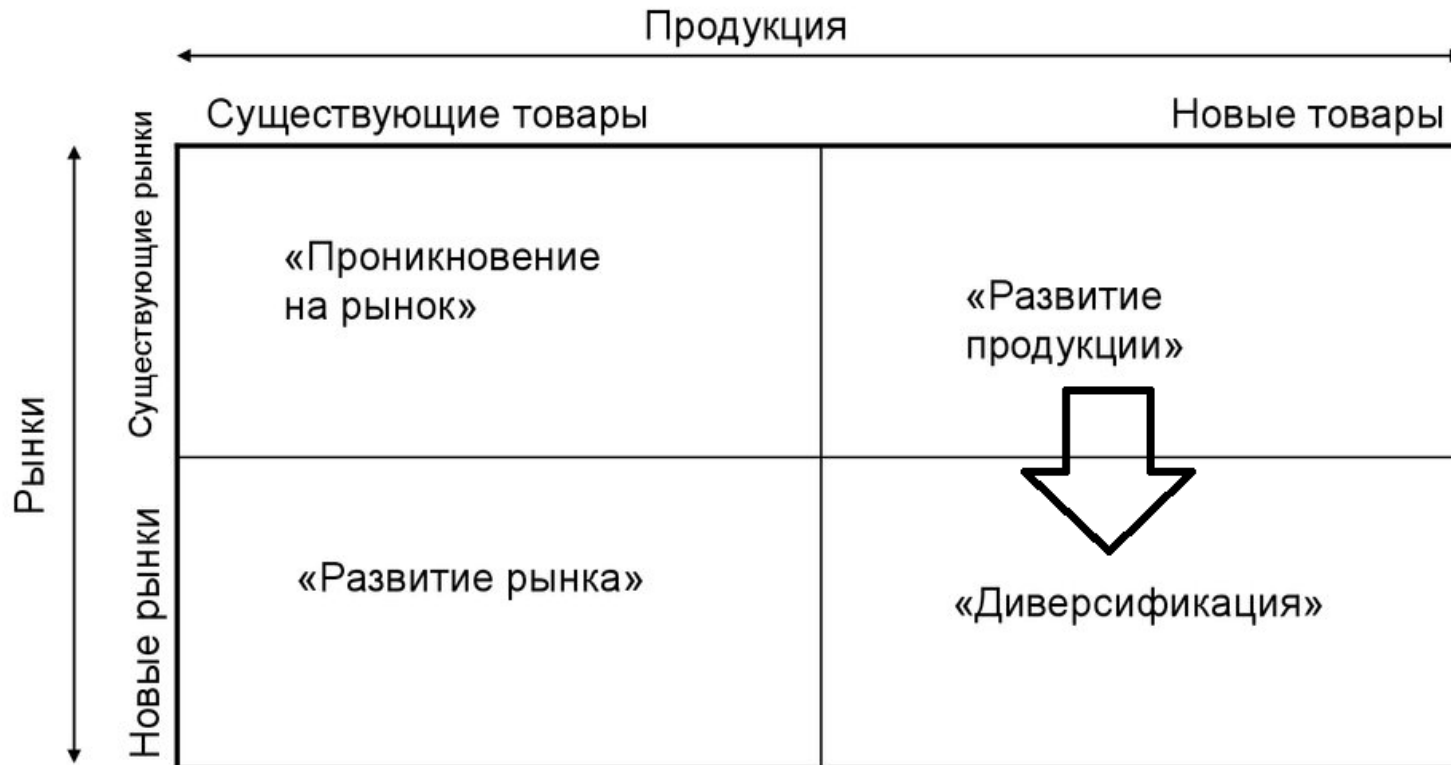 Продукция
Существующие товары
Новые товары
Рынки
Существующие рынки
«Проникновение
на рынок»
«Развитие
продукции»
Новые рынки
«Развитие рынка»
«Диверсификация»